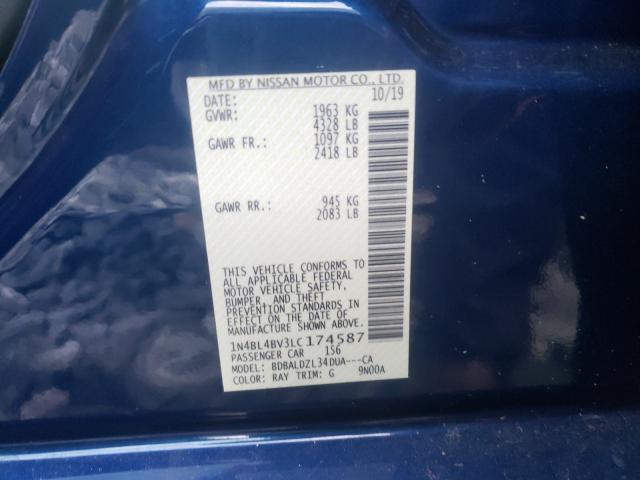 MFD BY NISSAN MOTOR CO., LTD.
DATE: 10/19
GVWR: 1963 KG
4328 LB
GAWR FR.: 1097 KG
2418 LB
GAWR RR.: 945 KG
2083 LB
THIS VEHICLE CONFORMS TO
ALL APPLICABLE FEDERAL
MOTOR VEHICLE SAFETY,
BUMPER, AND THEFT
PREVENTION STANDARDS IN
EFFECT ON THE DATE OF
MANUFACTURE SHOWN ABOVE.
1N4BL4BV3LC174587
PASSENGER CAR 156
MODEL: BDBALDZL34DUA---CA
COLOR: RAY TRIM: G 9N00A